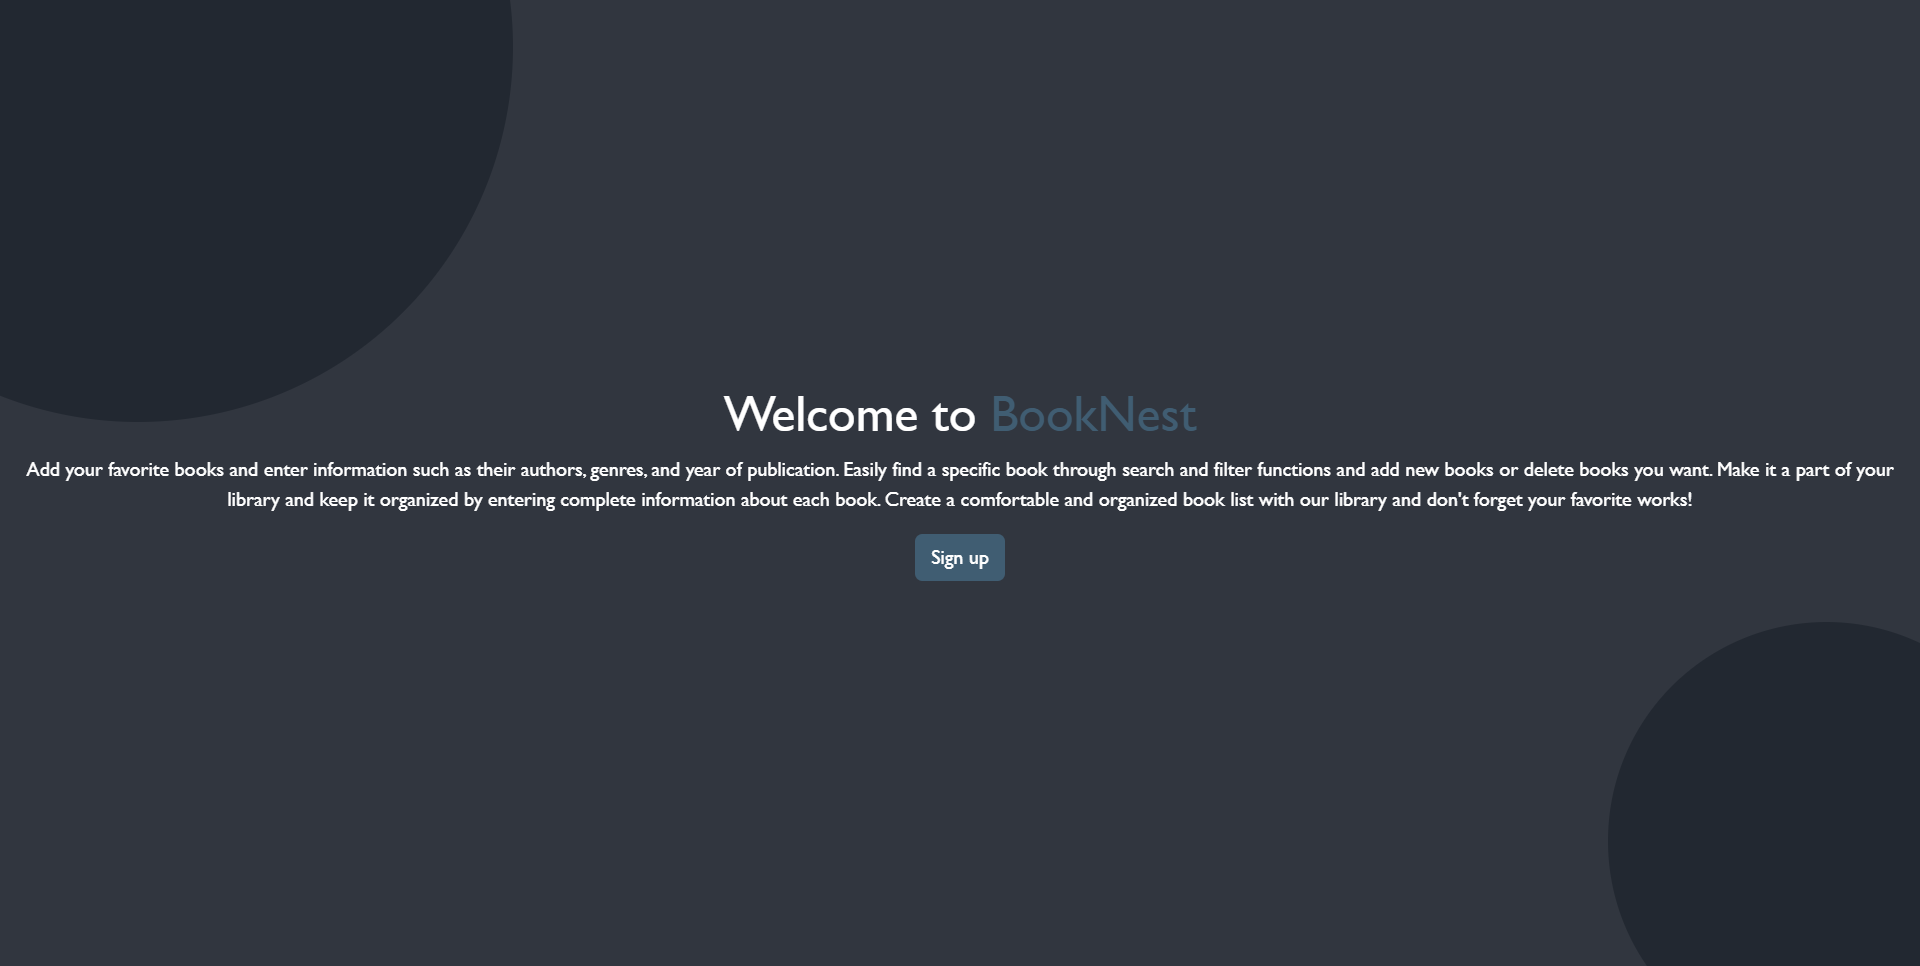 Welcome to BookNest
Add your favorite books and enter information such as their authors, genres, and year of publication. Easily find a specific book through search and filter functions and add new books or delete books you want. Make it a part of your
library and keep it organized by entering complete information about each book. Create a comfortable and organized book list with our library and don't forget your favorite works!
Sign up